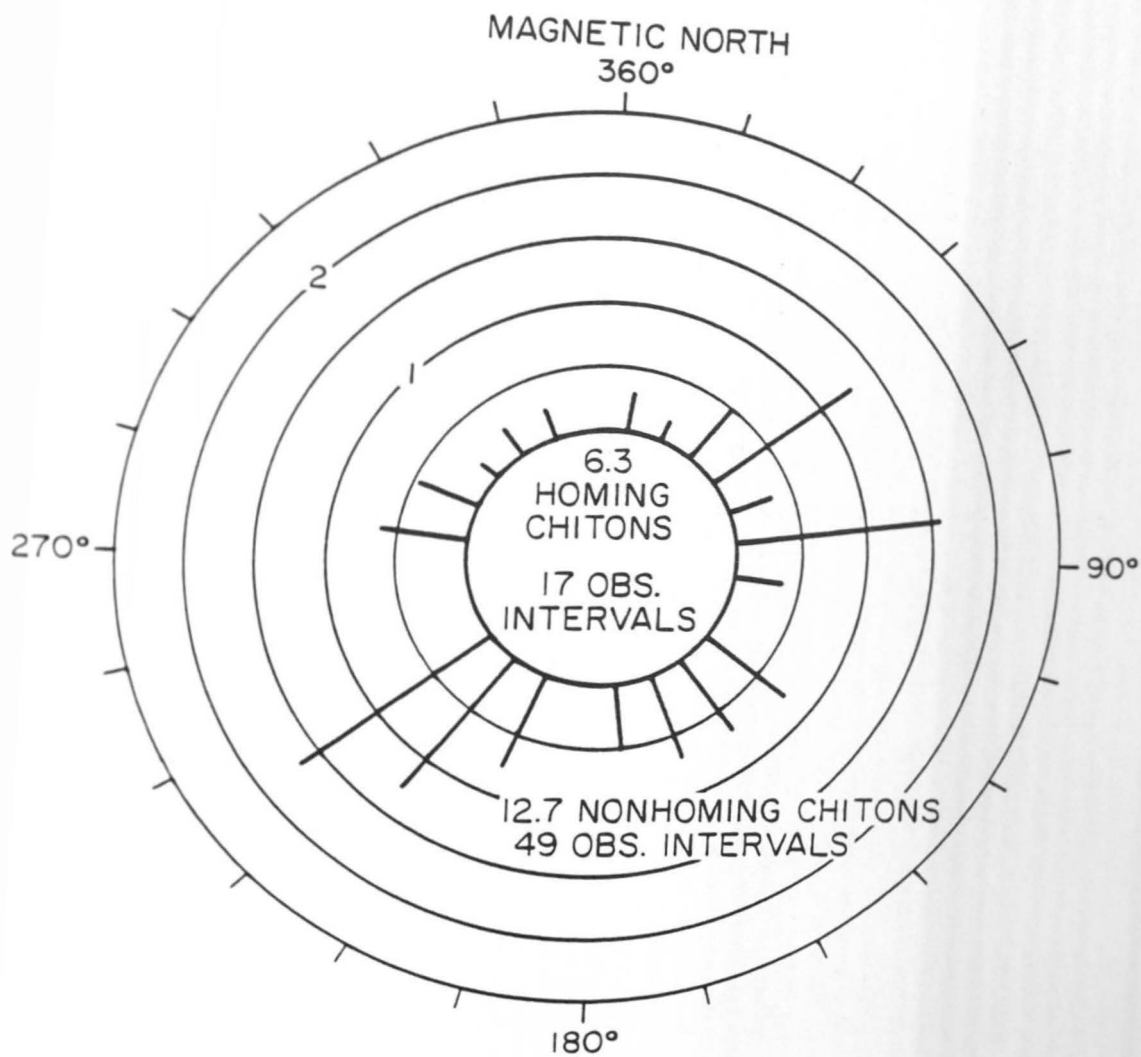 MAGNETIC NORTH
360°
2
1
6.3
HOMING
CHITONS
270°
90°
17 OBS.
INTERVALS
12.7 NONHOMING CHITONS
49 OBS. INTERVALS
180°